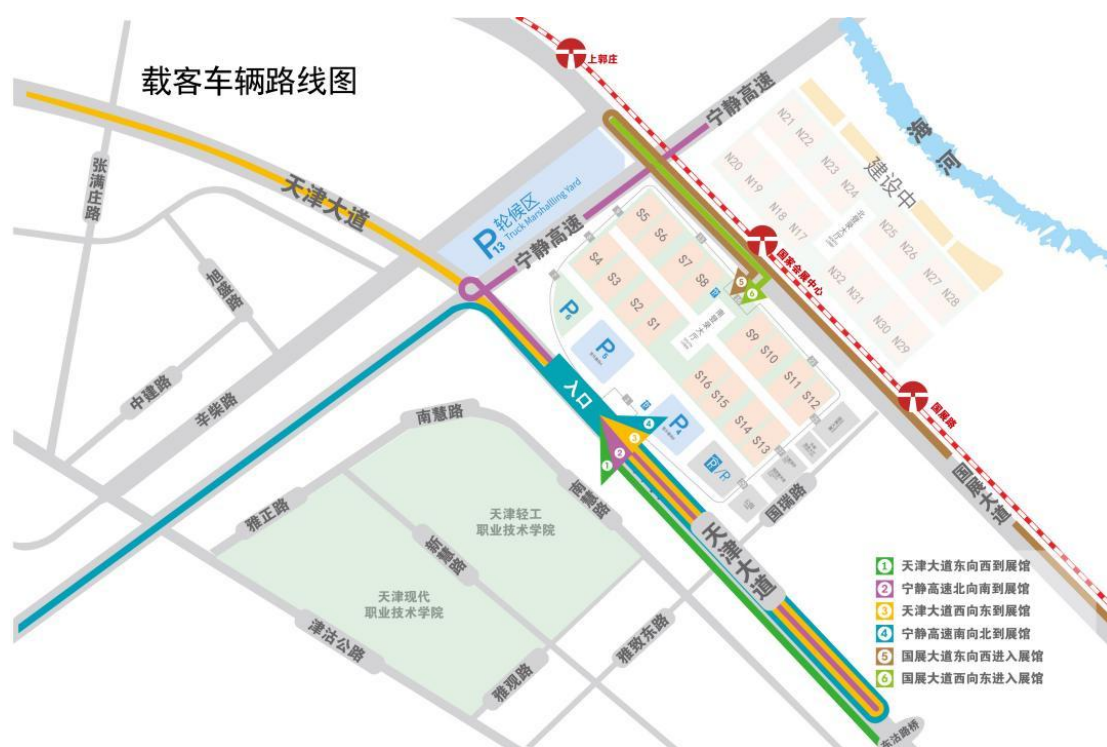 载客车辆路线图
上郭庄
宁静高速
海河
张满庄路
天津大道
P13
轮候区
Truck Marshalling Yard
宁静高速
N21
N22
N23
N24
N20
N19
N18
N17
建设中
N25
N26
N27
N28
N32
N31
N30
N29
国家会展中心
S5
S6
S7
S8
S4
S3
S2
S1
5
6
旭盛路
P6
P5
S9
S10
S11
S12
S16
S15
S14
S13
中建路
辛柴路
入口
南慧路
P4
4
3
2
1
国展路
国展大道
国瑞路
雅正路
天津轻工
职业技术学院
南慧路
新慧路
天津大道
天津现代
职业技术学院
津沽公路
雅致东路
雅观路
东沽路桥
1 天津大道东向西到展馆
2 宁静高速北向南到展馆
3 天津大道西向东到展馆
4 宁静高速南向北到展馆
5 国展大道东向西进入展馆
6 国展大道西向东进入展馆